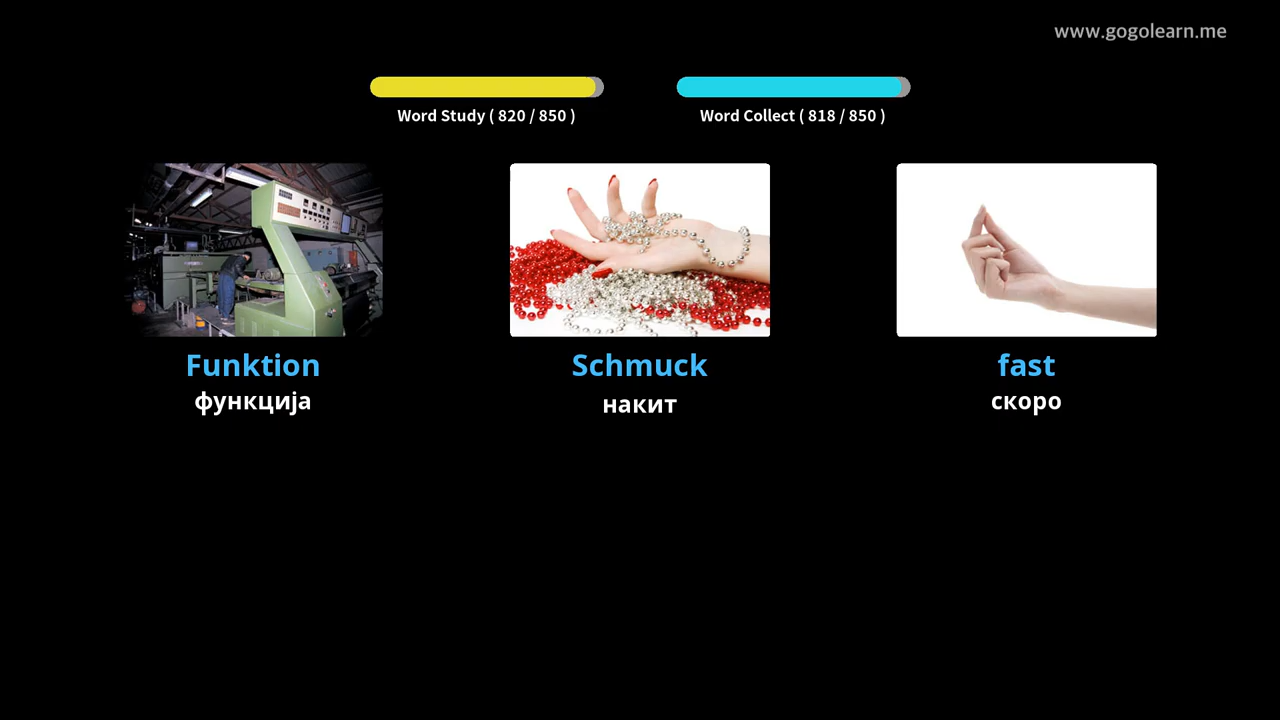 www.gogolearn.me
Word Study ( 820 / 850 )
Word Collect ( 818 / 850 )
Funktion
функција
Schmuck
накит
fast
скоро